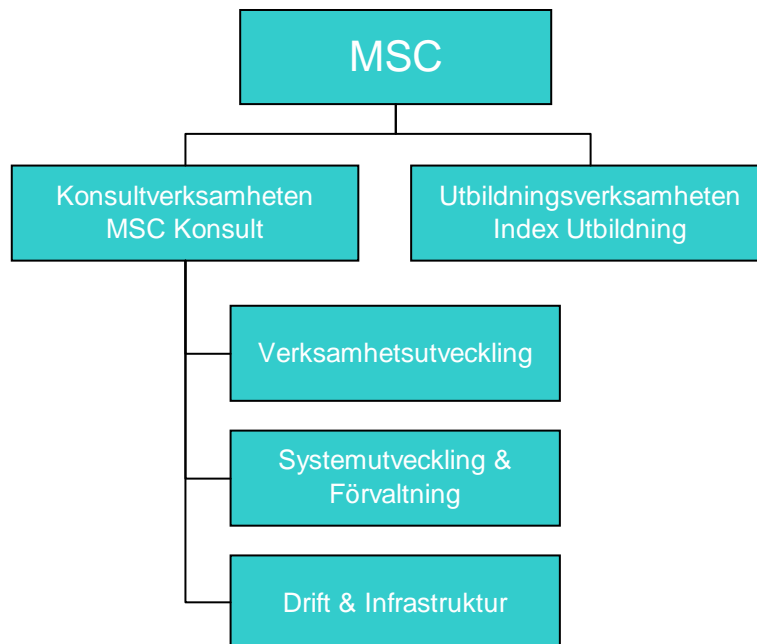 MSC
Konsultverksamheten
MSC Konsult
Utbildningsverksamheten
Index Utbildning
Verksamhetsutveckling
Systemutveckling &
Förvaltning
Drift & Infrastruktur